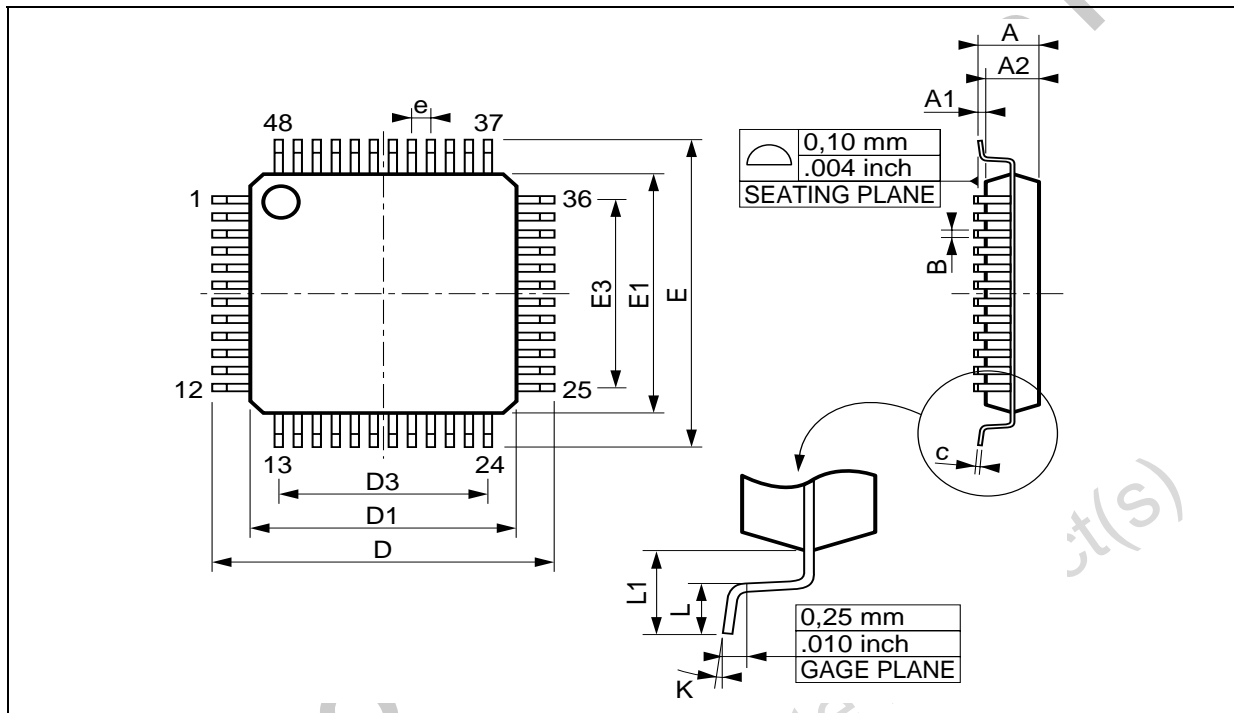 A
A2
A1
e
48
37
0,10 mm
.004 inch
SEATING PLANE
1
36
B
E3
E1
E
12
25
13
24
c
D3
D1
D
L1
L
0,25 mm
.010 inch
GAGE PLANE
K
ct(s)